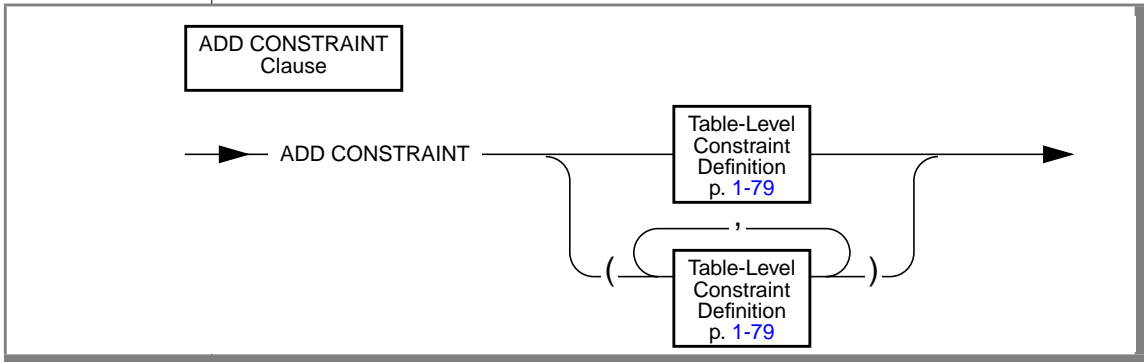 ADD CONSTRAINT
Clause
ADD CONSTRAINT
Table-Level
Constraint
Definition
p. 1-79
,
(
Table-Level
Constraint
Definition
p. 1-79
)